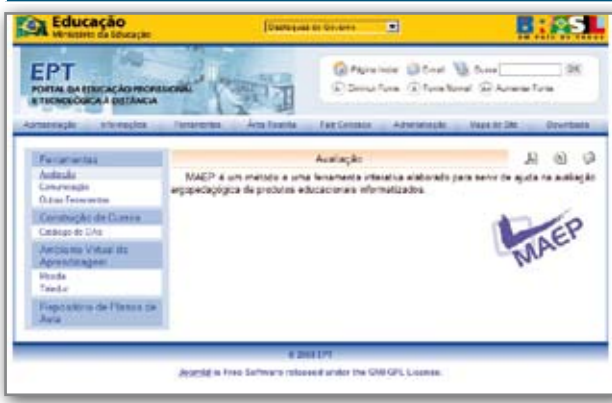 Educação
Ministério da Educação
Destaques do Governo
BRASIL
UM PAÍS DE TODOS
EPT
PORTAL DA EDUCAÇÃO PROFISSIONAL
E TECNOLÓGICA A DISTÂNCIA
Página Inicial E-mail Busca OK
Diminuir Fonte Fonte Normal Aumentar Fonte
Apresentação Informações Ferramentas Área Restrita Fale Conosco Administração Mapa do Site Downloads
Ferramentas
Avaliação
Comunicação
Outras Ferramentas
Construção de Cursos
Catálogo de OAs
Ambiente Virtual de
Aprendizagem
Moodle
Teleduc
Repositório de Planos de
Aula
Avaliação
MAEP é um método e uma ferramenta interativa elaborado para servir de ajuda na avaliação
ergopedagógica de produtos educacionais informatizados.
MAEP
© 2008 EPT
Joomla! is Free Software released under the GNU/GPL License.